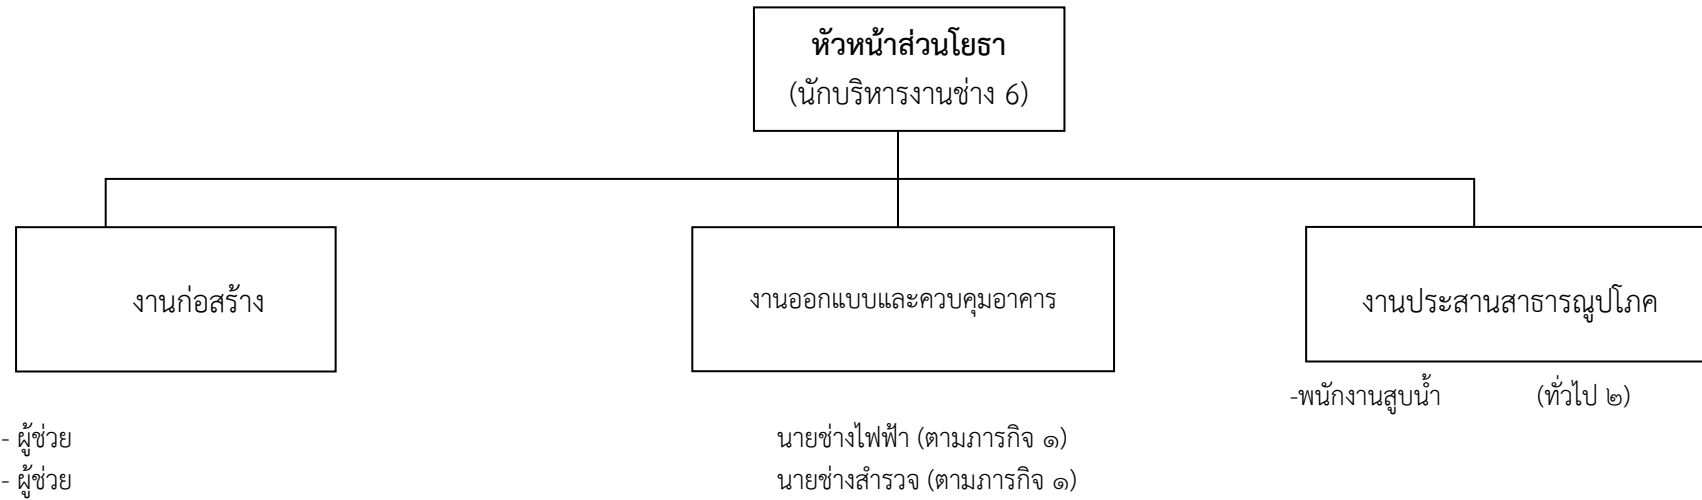 หัวหน้าส่วนโยธา
(นักบริหารงานช่าง 6)
งานก่อสร้าง
งานออกแบบและควบคุมอาคาร
งานประสานสาธารณูปโภค
-พนักงานสูบน้ำ (ทั่วไป ๒)
- ผู้ช่วย นายช่างไฟฟ้า (ตามภารกิจ ๑)
- ผู้ช่วย นายช่างสำรวจ (ตามภารกิจ ๑)